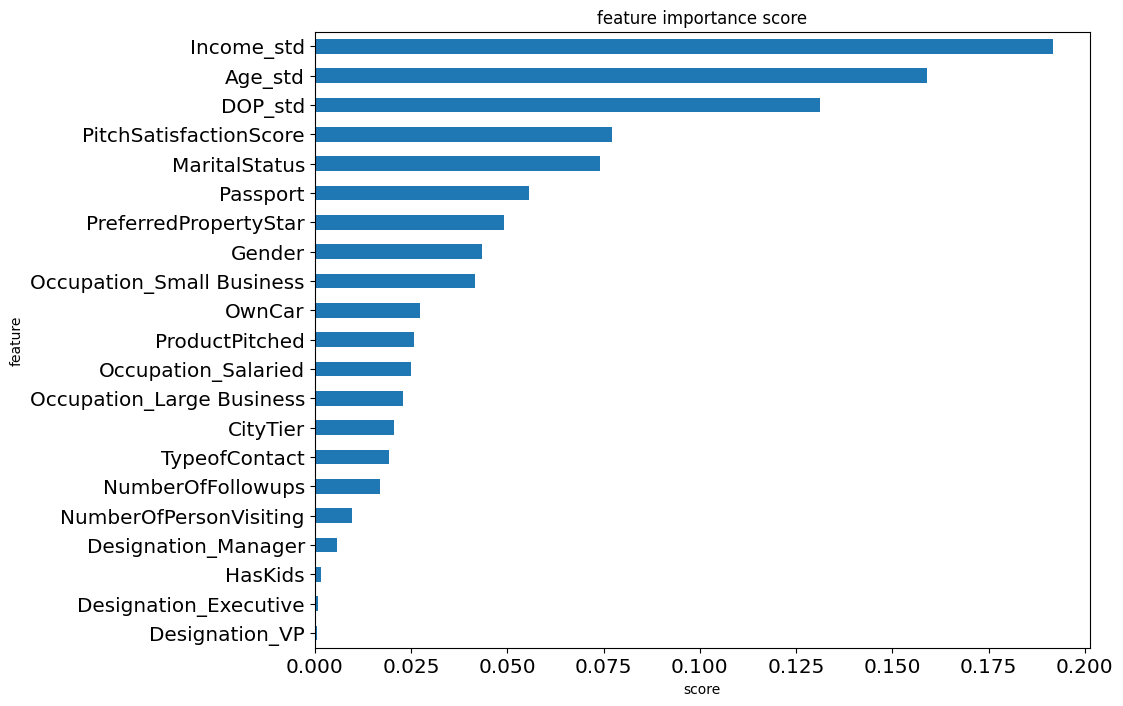 feature importance score
Income_std
Age_std
DOP_std
PitchSatisfactionScore
MaritalStatus
Passport
PreferredPropertyStar
Gender
Occupation_Small Business
OwnCar
ProductPitched
Occupation_Salaried
Occupation_Large Business
CityTier
TypeofContact
NumberOfFollowups
NumberOfPersonVisiting
Designation_Manager
HasKids
Designation_Executive
Designation_VP
feature
0.000 0.025 0.050 0.075 0.100 0.125 0.150 0.175 0.200
score